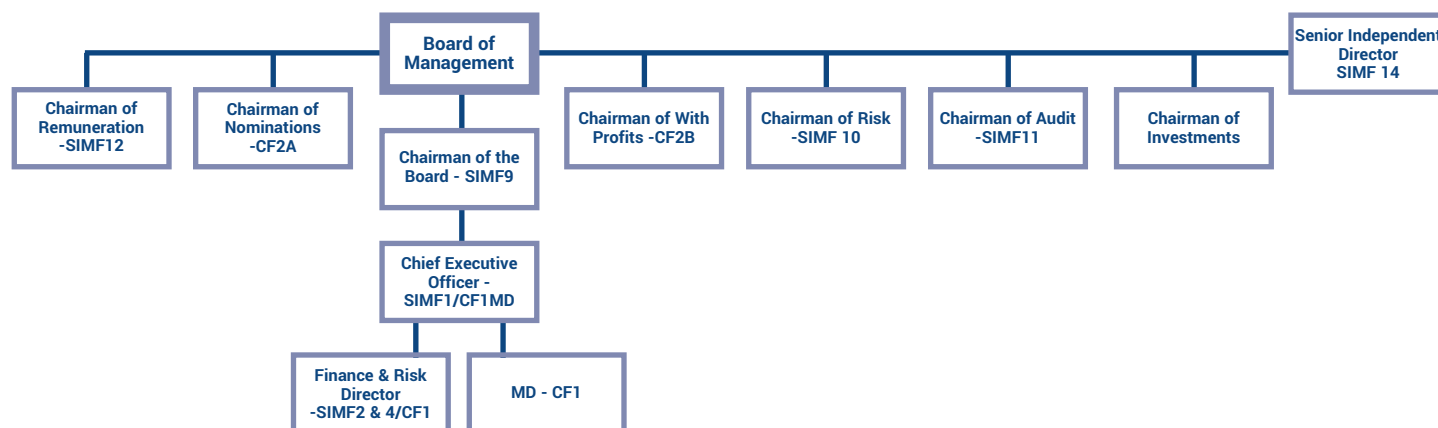 Board of
Management
Senior Independent
Director
SIMF 14
Chairman of
Remuneration
-SIMF12
Chairman of
Nominations
-CF2A
Chairman of With
Profits -CF2B
Chairman of Risk
-SIMF 10
Chairman of Audit
-SIMF11
Chairman of
Investments
Chairman of the
Board - SIMF9
Chief Executive
Officer -
SIMF1/CF1MD
Finance & Risk
Director
-SIMF2 & 4/CF1
MD - CF1